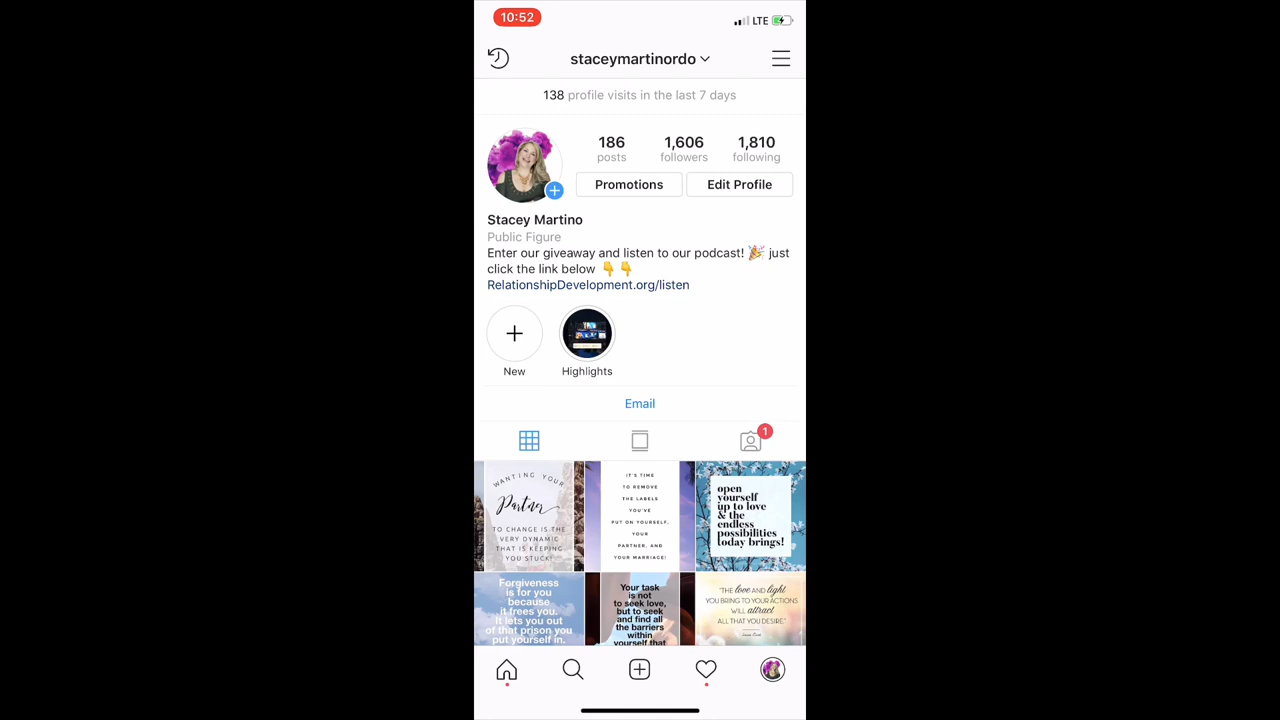 10:52
LTE
staceymartinordo
138 profile visits in the last 7 days
186
posts
1,606
followers
1,810
following
Promotions
Edit Profile
Stacey Martino
Public Figure
Enter our giveaway and listen to our podcast! 🎉 just
click the link below 👇👇
RelationshipDevelopment.org/listen
New
Highlights
Email
1
WANTING YOUR
Partner
TO CHANGE IS THE
VERY DYNAMIC
THAT IS KEEPING
YOU STUCK!
IT'S TIME
TO REMOVE
THE LABELS
YOU'VE
PUT ON YOURSELF,
YOUR
PARTNER, AND
YOUR MARRIAGE!
open
yourself
up to love
& the
endless
possibilities
today brings!
Forgiveness
is for you
because
it frees you.
It lets you out
of that prison you
put yourself in.
Your task
is not
to seek love,
but to seek
and find all
the barriers
within
yourself that
"THE love AND light
YOU BRING TO YOUR ACTIONS
WILL attract
ALL THAT YOU DESIRE."